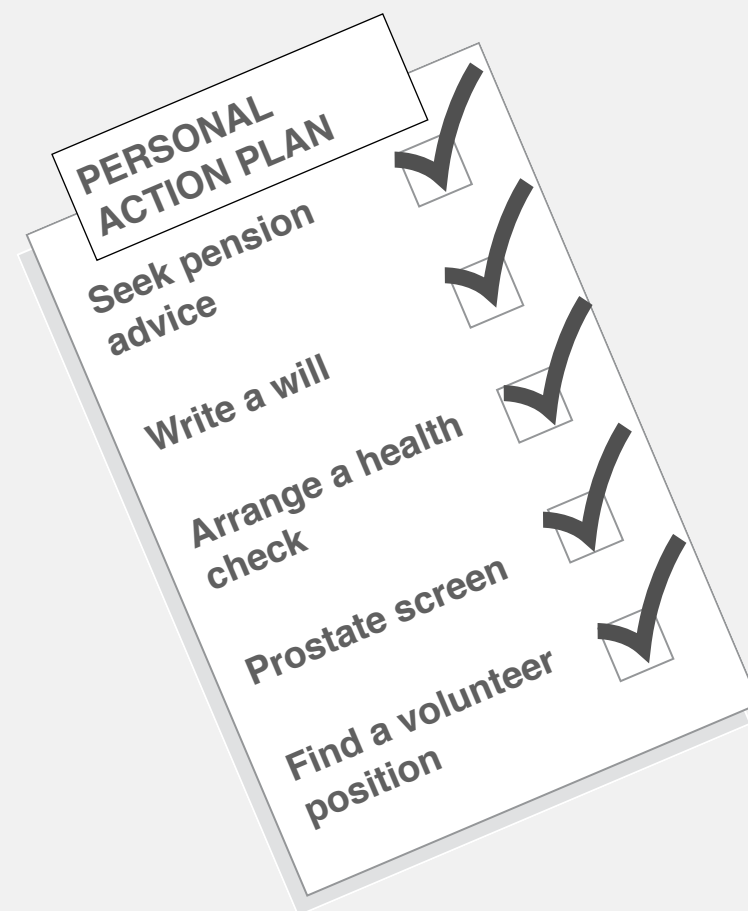 PERSONAL
ACTION PLAN
Seek pension
advice
Write a will
Arrange a health
check
Prostate screen
Find a volunteer
position